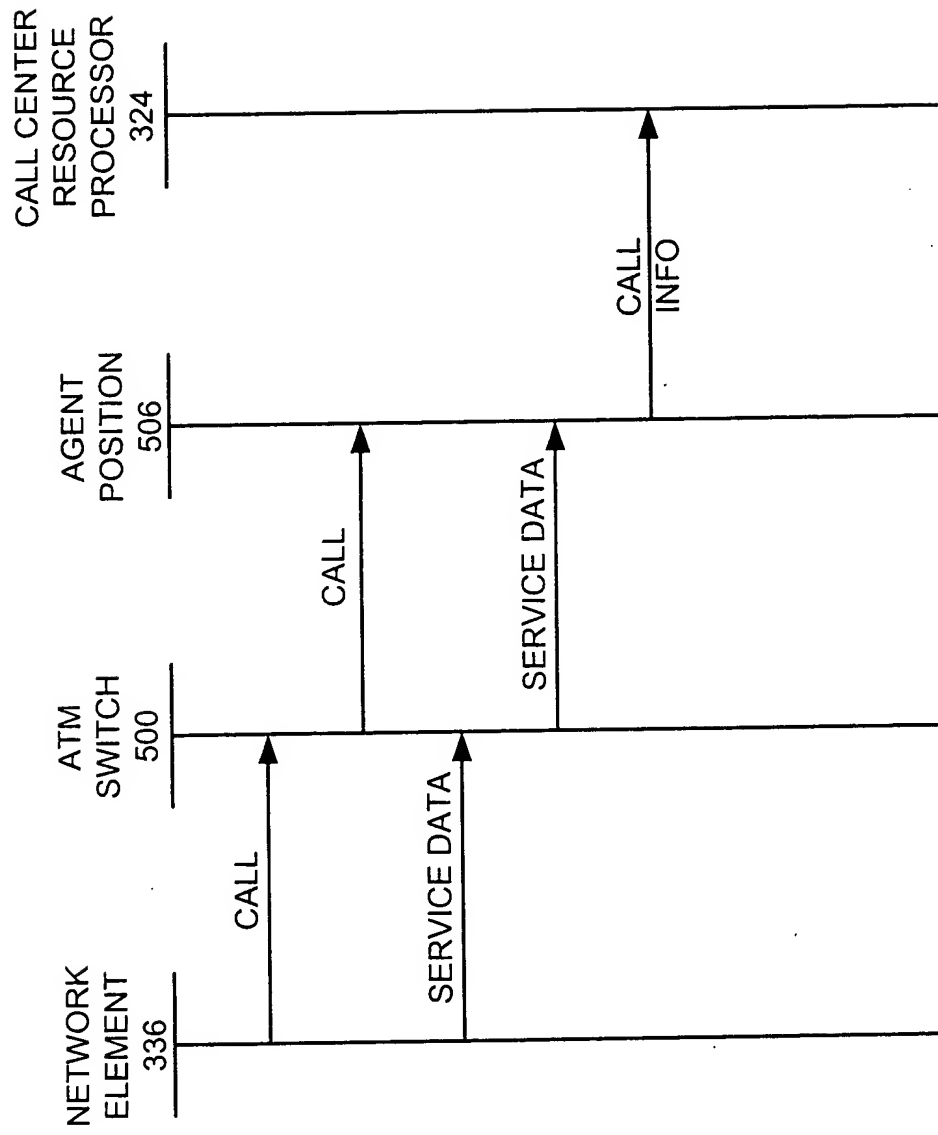 NETWORK
ELEMENT
336
ATM
SWITCH
500
AGENT
POSITION
506
CALL CENTER
RESOURCE
PROCESSOR
324
CALL
CALL
SERVICE DATA
SERVICE DATA
CALL
INFO